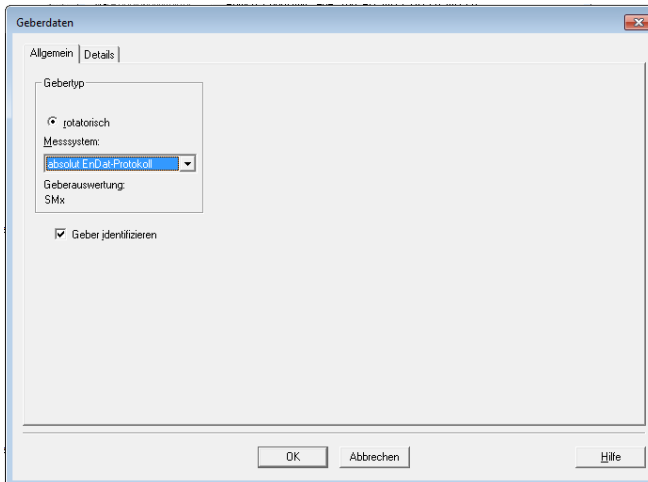 Geberdaten
Allgemein
Details
Gebertyp
rotatorisch
Messsystem:
absolut EnDat-Protokoll
Geberauswertung:
SMx
Geber identifizieren
OK
Abbrechen
Hilfe